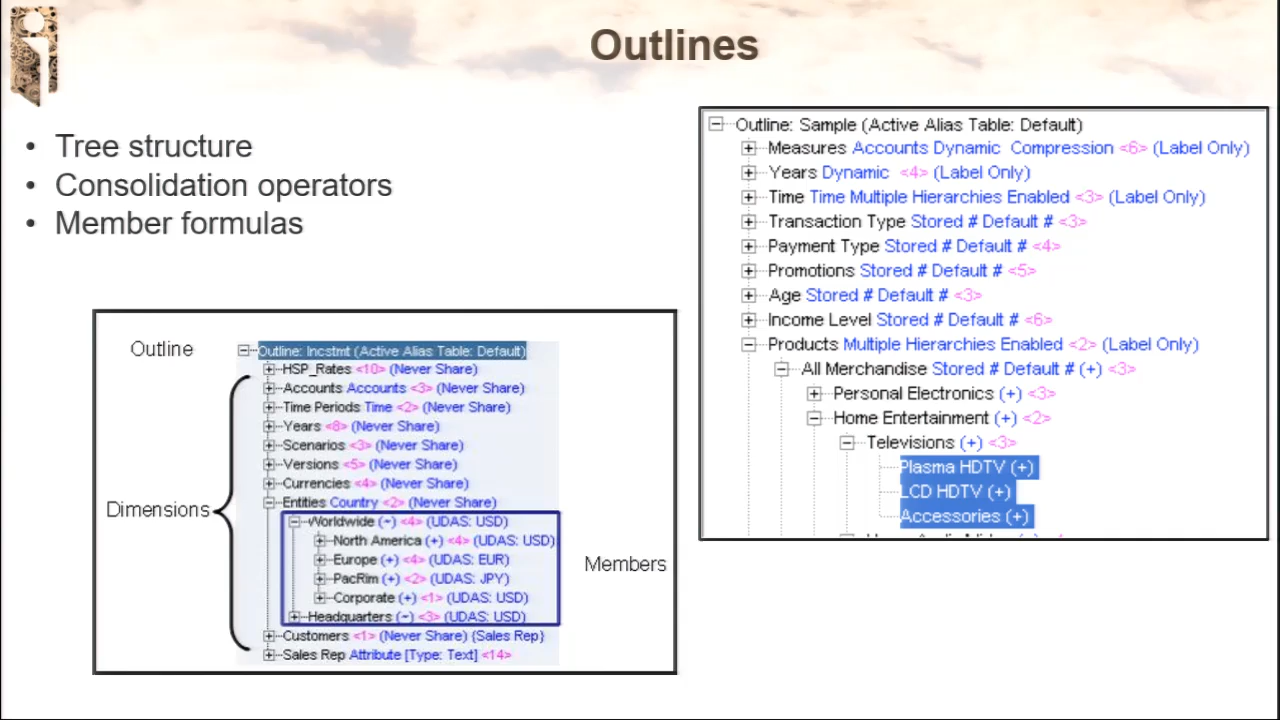 Outlines
• Tree structure
• Consolidation operators
• Member formulas
Outline
Outline: Incstmt (Active Alias Table: Default)
HSP_Rates <10> (Never Share)
Accounts Accounts <3> (Never Share)
Time Periods Time <2> (Never Share)
Years <8> (Never Share)
Scenarios <3> (Never Share)
Versions <5> (Never Share)
Currencies <4> (Never Share)
Entities Country <2> (Never Share)
Dimensions
Worldwide (~) <4> (UDAS: USD)
North America (+) <4> (UDAS: USD)
Europe (+) <4> (UDAS: EUR)
Members
PacRim (+) <2> (UDAS: JPY)
Corporate (+) <1> (UDAS: USD)
Headquarters (~) <3> (UDAS: USD)
Customers <1> (Never Share) {Sales Rep}
Sales Rep Attribute [Type: Text] <14>
Outline: Sample (Active Alias Table: Default)
Measures Accounts Dynamic Compression <6> (Label Only)
Years Dynamic <4> (Label Only)
Time Time Multiple Hierarchies Enabled <3> (Label Only)
Transaction Type Stored # Default # <3>
Payment Type Stored # Default # <4>
Promotions Stored # Default # <5>
Age Stored # Default # <3>
Income Level Stored # Default # <6>
Products Multiple Hierarchies Enabled <2> (Label Only)
All Merchandise Stored # Default # (+) <3>
Personal Electronics (+) <3>
Home Entertainment (+) <2>
Televisions (+) <3>
Plasma HDTV (+)
LCD HDTV (+)
Accessories (+)